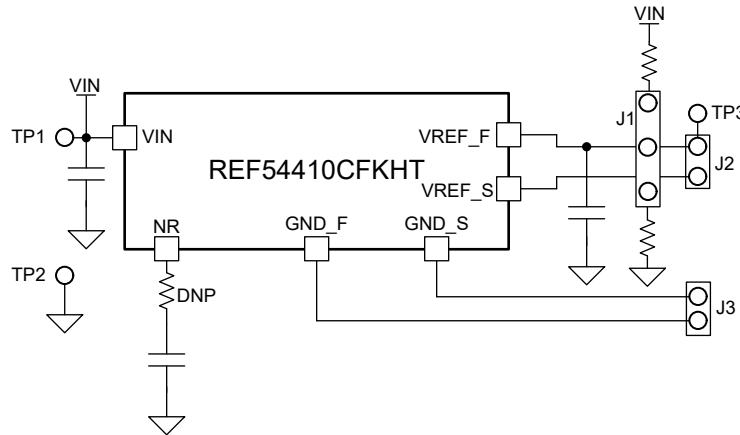 VIN
VIN
TP1
VIN
J1
TP3
VREF_F
REF54410CFKHT
J2
VREF_S
NR
GND_F
GND_S
TP2
DNP
J3